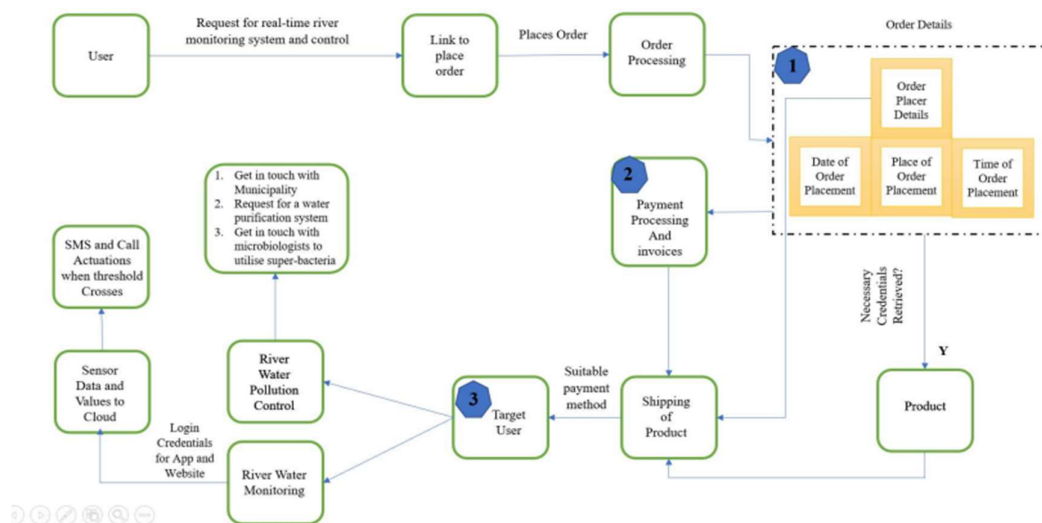 Order Details
Request for real-time river
monitoring system and control
User
Link to
place
order
Places Order
Order
Processing
1
Order
Placer
Details
Date of
Order
Placement
Place of
Order
Placement
Time of
Order
Placement
2
Payment
Processing
And
invoices
1. Get in touch with
Municipality
2. Request for a water
purification system
3. Get in touch with
microbiologists to
utilise super-bacteria
SMS and Call
Actuations
when threshold
Crosses
Necessary
Credentials
Retrieved?
Y
Sensor
Data and
Values to
Cloud
River
Water
Pollution
Control
3
Target
User
Suitable
payment
method
Shipping
of
Product
Product
Login
Credentials
for App and
Website
River Water
Monitoring